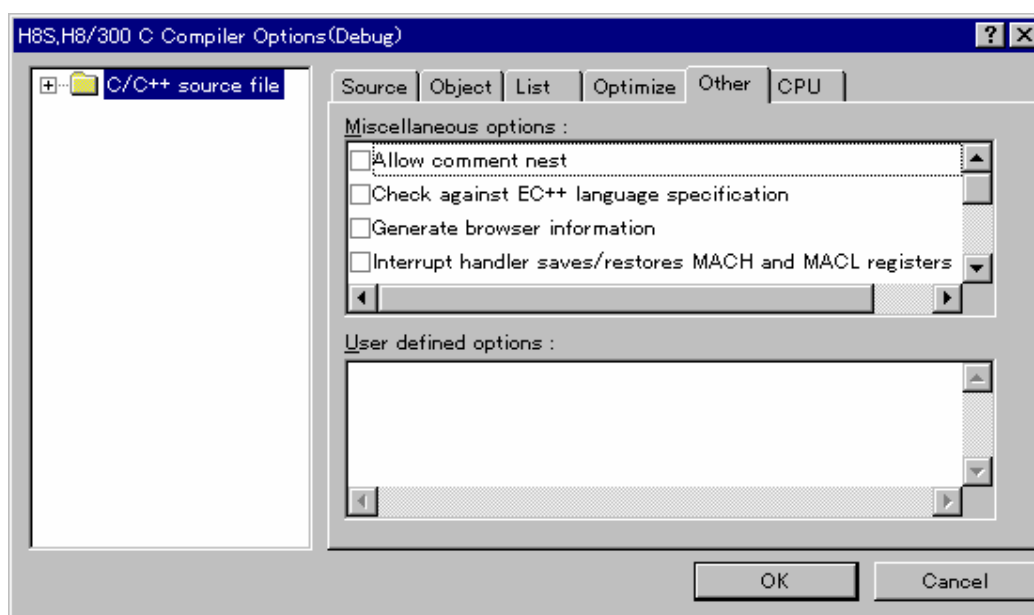 H8S,H8/300 C Compiler Options(Debug)
C/C++ source file
Source Object List Optimize Other CPU
Miscellaneous options :
Allow comment nest
Check against EC++ language specification
Generate browser information
Interrupt handler saves/restores MACH and MACL registers
User defined options :
OK Cancel